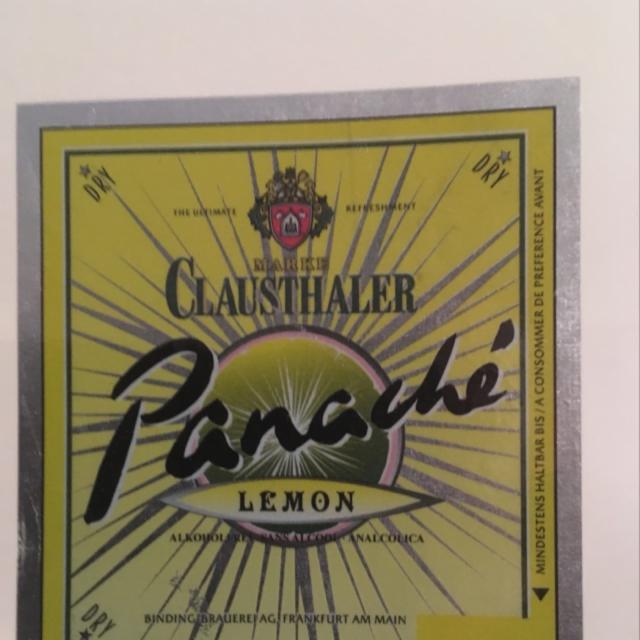 DRY
DRY
THE ULTIMATE REFRESHMENT
MARKE
CLAUSTHALER
Panaché
LEMON
ALKOHOLFREI · SANS ALCOOL · ANALCOLICA
DRY
BINDING BRAUEREI AG, FRANKFURT AM MAIN
MINDESTENS HALTBAR BIS / A CONSOMMER DE PREFERENCE AVANT